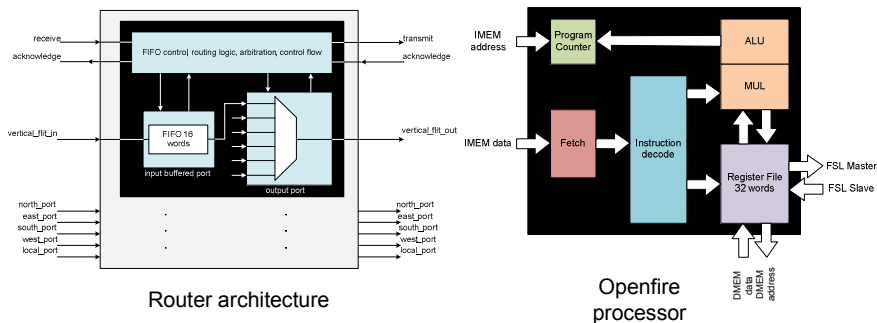 receive
acknowledge
vertical_flit_in
north_port
east_port
south_port
west_port
local_port
FIFO control, routing logic, arbitration, control flow
FIFO 16
words
input buffered port
output port
transmit
acknowledge
vertical_flit_out
north_port
east_port
south_port
west_port
local_port
Router architecture
IMEM
address
Program
Counter
ALU
MUL
IMEM data
Fetch
Instruction
decode
Register File
32 words
FSL Master
FSL Slave
DMEM
data
DMEM
address
Openfire
processor